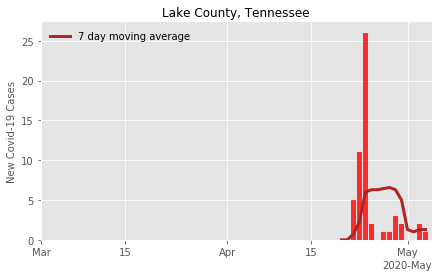 Lake County, Tennessee
7 day moving average
New Covid-19 Cases
25
20
15
10
5
0
Mar 15 Apr 15 May
2020-May